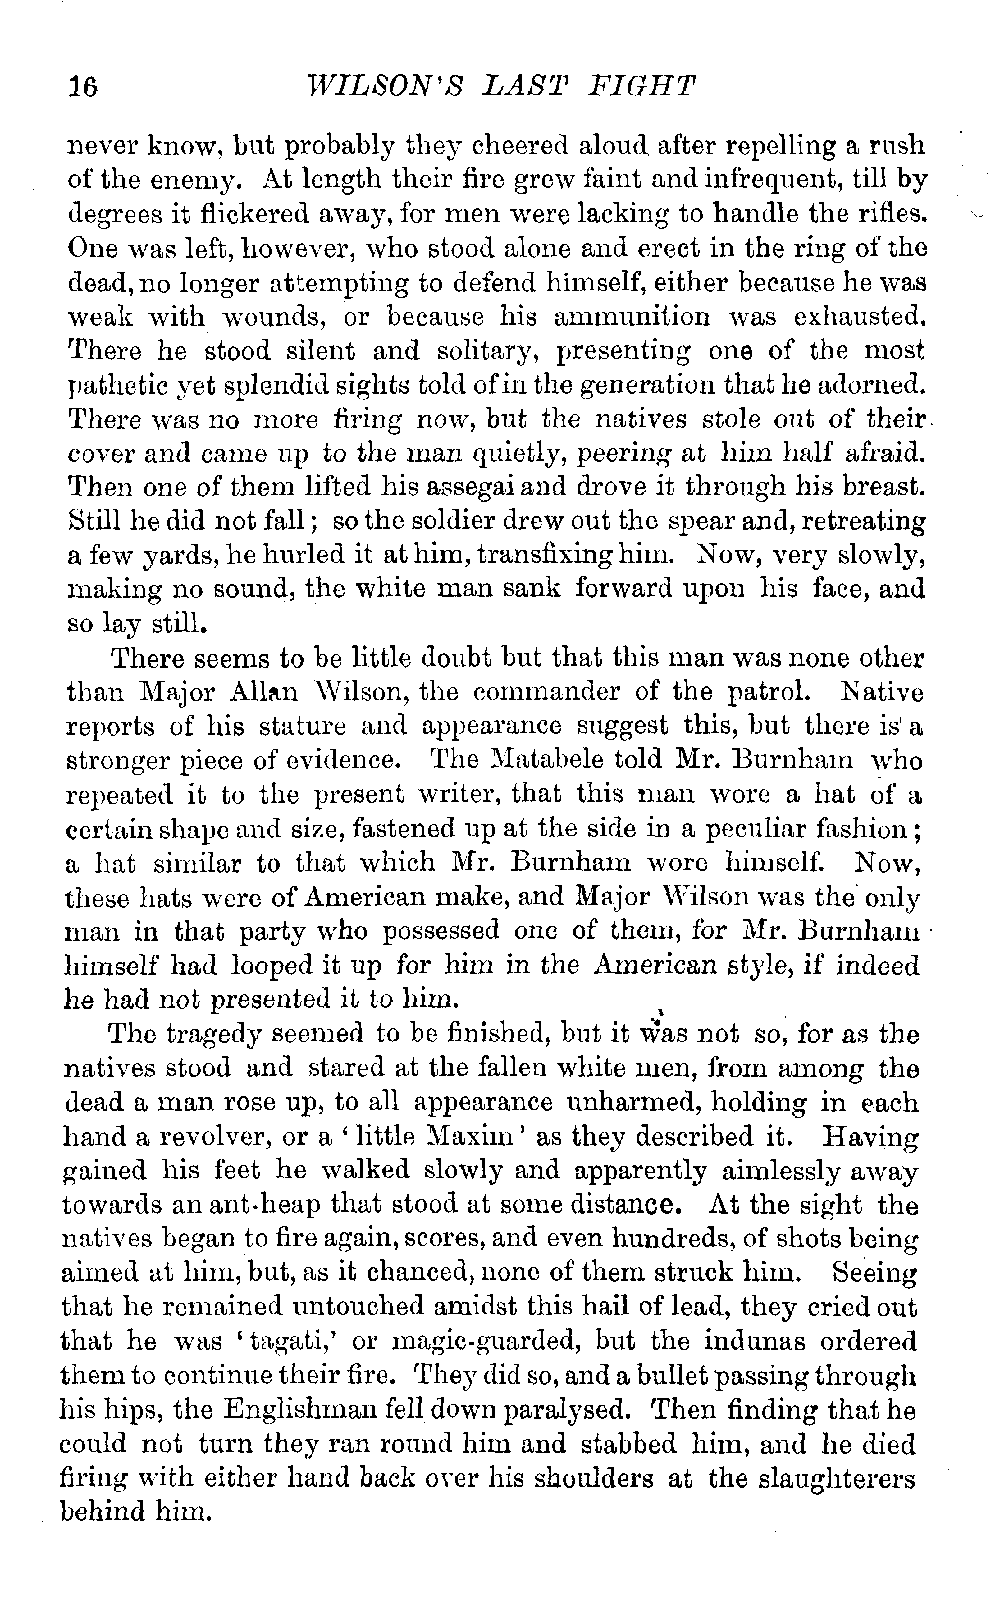 16 WILSON'S LAST FIGHT
never know, but probably they cheered aloud after repelling a rush
of the enemy. At length their fire grew faint and infrequent, till by
degrees it flickered away, for men were lacking to handle the rifles.
One was left, however, who stood alone and erect in the ring of the
dead, no longer attempting to defend himself, either because he was
weak with wounds, or because his ammunition was exhausted.
There he stood silent and solitary, presenting one of the most
pathetic yet splendid sights told of in the generation that he adorned.
There was no more firing now, but the natives stole out of their
cover and came up to the man quietly, peering at him half afraid.
Then one of them lifted his assegai and drove it through his breast.
Still he did not fall; so the soldier drew out the spear and, retreating
a few yards, he hurled it at him, transfixing him. Now, very slowly,
making no sound, the white man sank forward upon his face, and
so lay still.
There seems to be little doubt but that this man was none other
than Major Allan Wilson, the commander of the patrol. Native
reports of his stature and appearance suggest this, but there is a
stronger piece of evidence. The Matabele told Mr. Burnham who
repeated it to the present writer, that this man wore a hat of a
certain shape and size, fastened up at the side in a peculiar fashion;
a hat similar to that which Mr. Burnham wore himself. Now,
these hats were of American make, and Major Wilson was the only
man in that party who possessed one of them, for Mr. Burnham
himself had looped it up for him in the American style, if indeed
he had not presented it to him.
The tragedy seemed to be finished, but it was not so, for as the
natives stood and stared at the fallen white men, from among the
dead a man rose up, to all appearance unharmed, holding in each
hand a revolver, or a 'little Maxim' as they described it. Having
gained his feet he walked slowly and apparently aimlessly away
towards an ant-heap that stood at some distance. At the sight the
natives began to fire again, scores, and even hundreds, of shots being
aimed at him, but, as it chanced, none of them struck him. Seeing
that he remained untouched amidst this hail of lead, they cried out
that he was 'tagati,' or magic-guarded, but the indunas ordered
them to continue their fire. They did so, and a bullet passing through
his hips, the Englishman fell down paralysed. Then finding that he
could not turn they ran round him and stabbed him, and he died
firing with either hand back over his shoulders at the slaughterers
behind him.